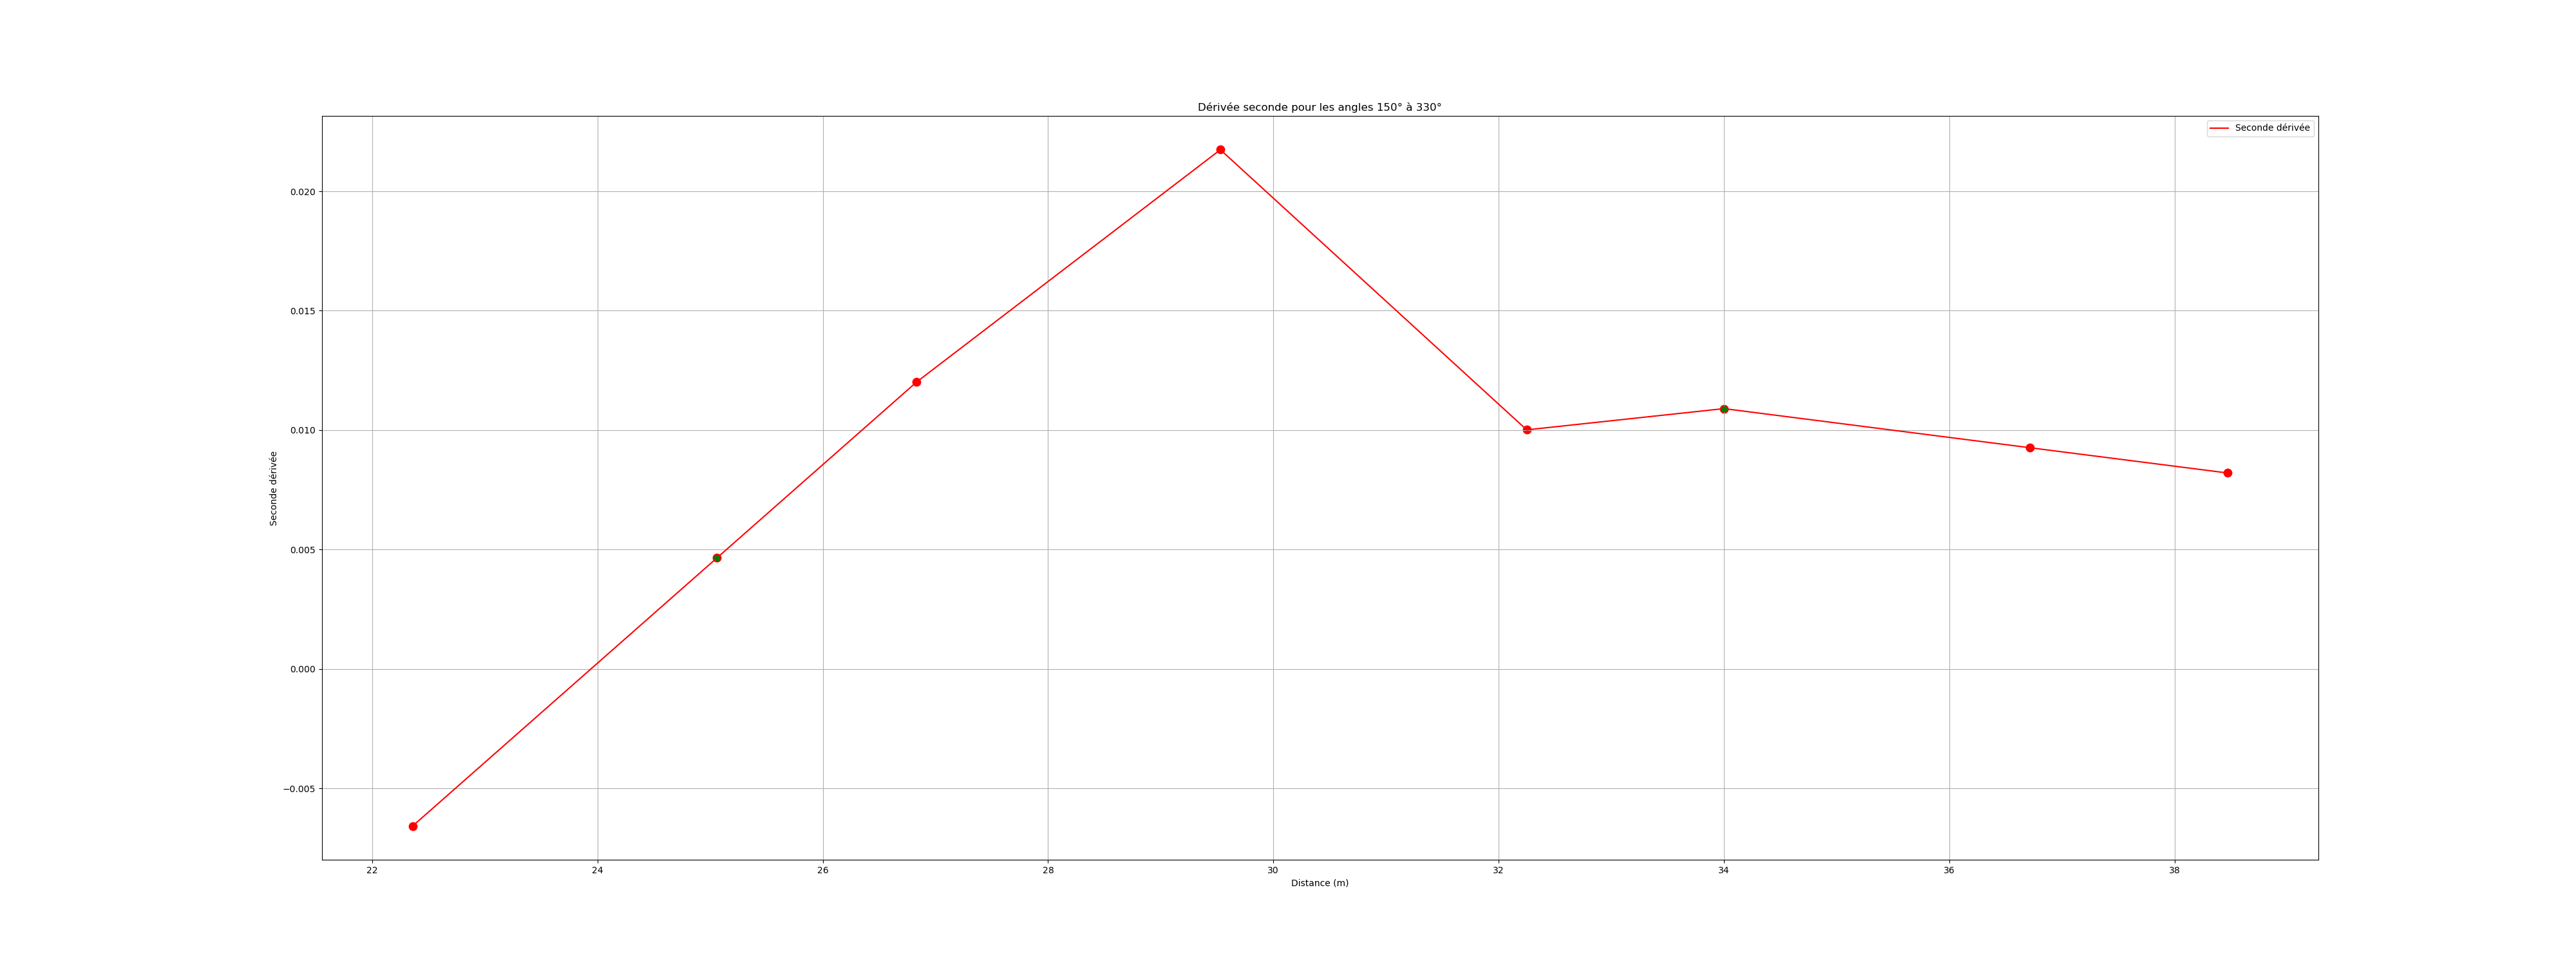 Dérivée seconde pour les angles 150° à 330°
Seconde dérivée
0.020
0.015
0.010
0.005
0.000
−0.005
Seconde dérivée
22 24 26 28 30 32 34 36 38
Distance (m)